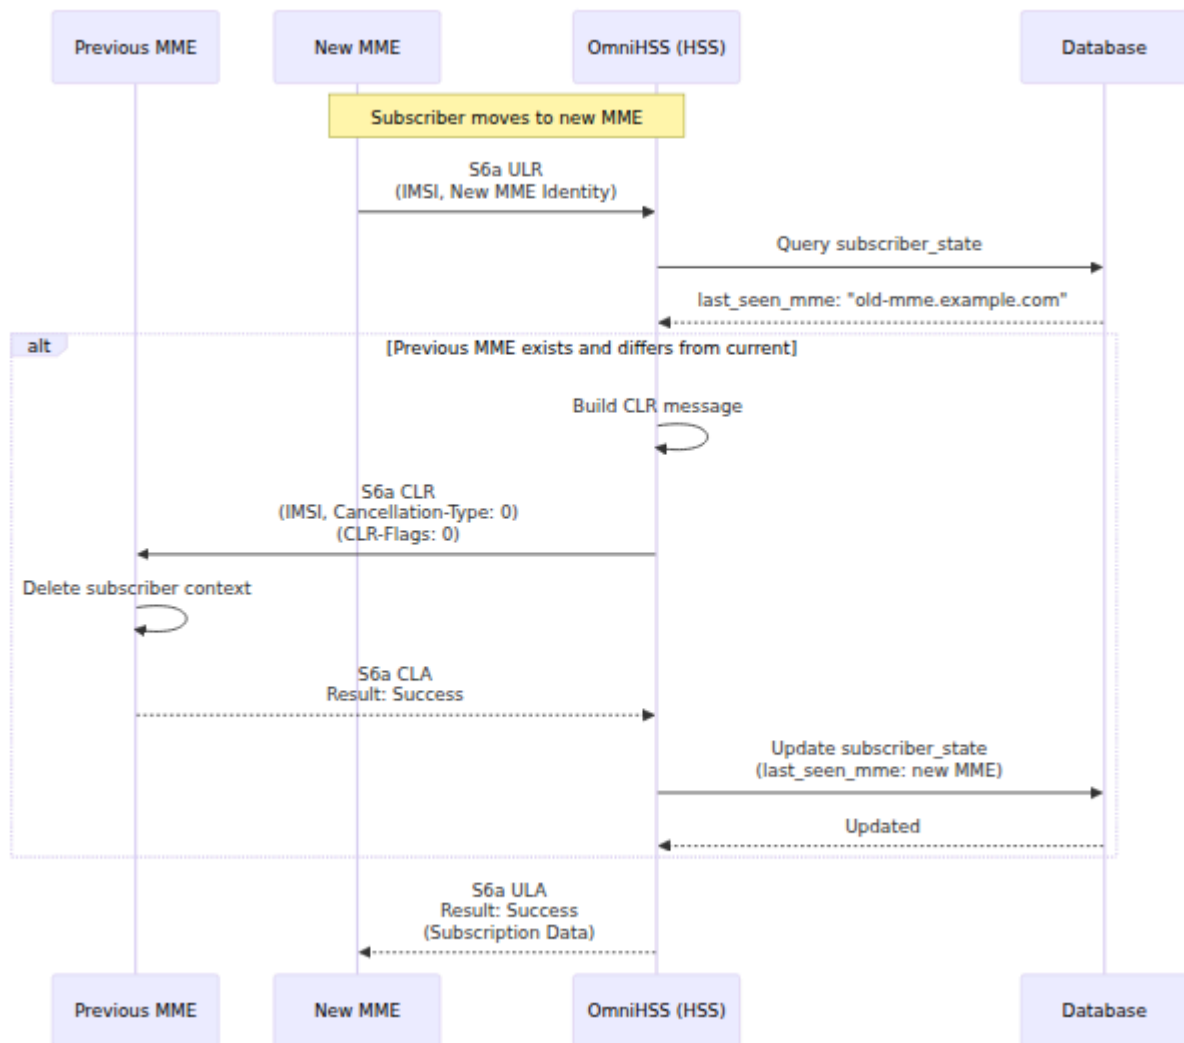 Previous MME
New MME
OmniHSS (HSS)
Database
Subscriber moves to new MME
S6a ULR
(IMSI, New MME Identity)
Query subscriber_state
last_seen_mme: "old-mme.example.com"
alt
[Previous MME exists and differs from current]
Build CLR message
S6a CLR
(IMSI, Cancellation-Type: 0)
(CLR-Flags: 0)
Delete subscriber context
S6a CLA
Result: Success
Update subscriber_state
(last_seen_mme: new MME)
Updated
S6a ULA
Result: Success
(Subscription Data)
Previous MME
New MME
OmniHSS (HSS)
Database